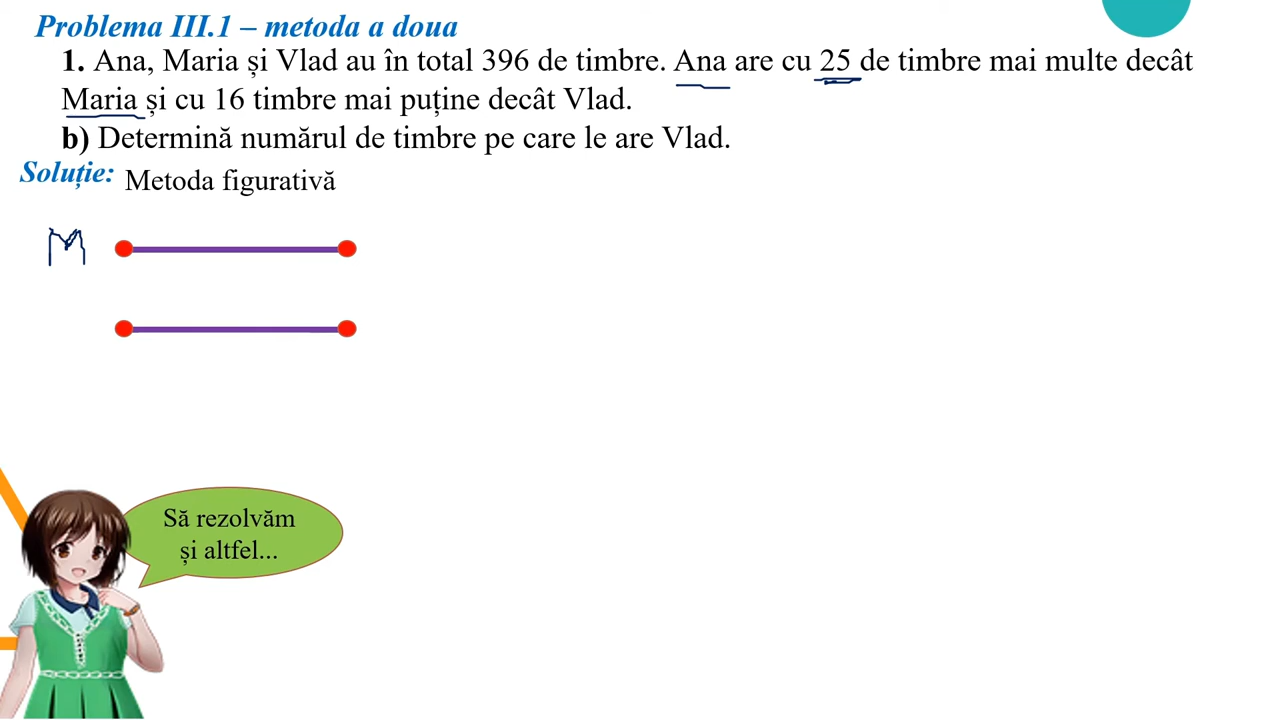 Problema III.1 – metoda a doua
1. Ana, Maria și Vlad au în total 396 de timbre. Ana are cu 25 de timbre mai multe decât
Maria și cu 16 timbre mai puține decât Vlad.
b) Determină numărul de timbre pe care le are Vlad.
Soluție: Metoda figurativă
M
Să rezolvăm
și altfel...